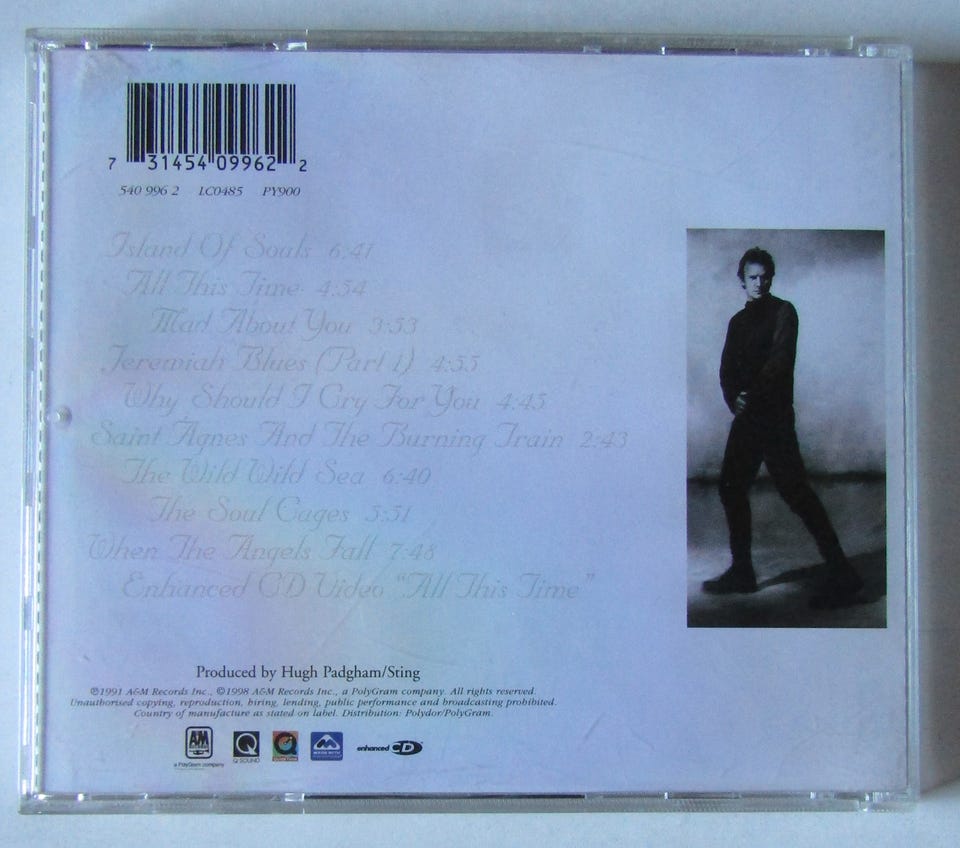 7 31454 09962 2
540 996 2 LC0485 PY900
Island Of Souls 6:41
All This Time 4:54
Mad About You 3:53
Jeremiah Blues (Part 1) 4:55
Why Should I Cry For You 4:45
Saint Agnes And The Burning Train 2:43
The Wild Wild Sea 6:40
The Soul Cages 5:51
When The Angels Fall 7:48
Enhanced CD Video "All This Time"
Produced by Hugh Padgham/Sting
℗1991 A&M Records Inc., ©1998 A&M Records Inc., a PolyGram company. All rights reserved.
Unauthorised copying, reproduction, hiring, lending, public performance and broadcasting prohibited.
Country of manufacture as stated on label. Distribution: Polydor/PolyGram.
AM Q enhanced CD
a PolyGram company Q SOUND